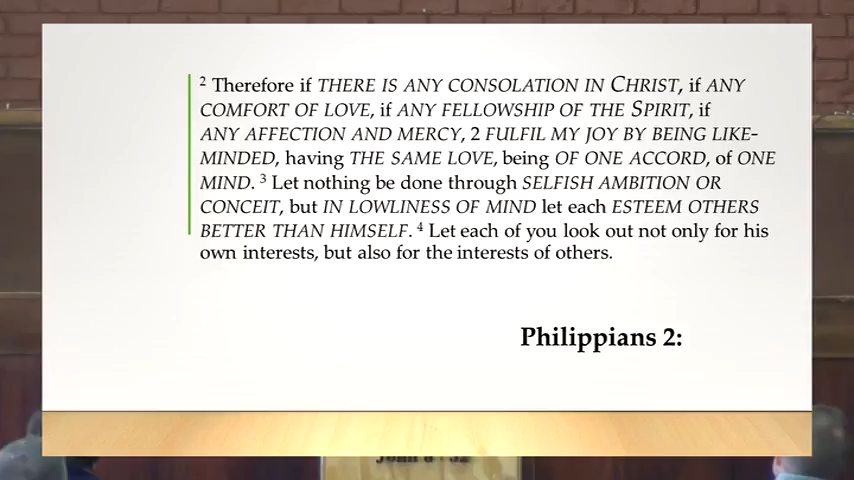 ² Therefore if THERE IS ANY CONSOLATION IN CHRIST, if ANY
COMFORT OF LOVE, if ANY FELLOWSHIP OF THE SPIRIT, if
ANY AFFECTION AND MERCY, 2 FULFIL MY JOY BY BEING LIKE-
MINDED, having THE SAME LOVE, being OF ONE ACCORD, of ONE
MIND. ³ Let nothing be done through SELFISH AMBITION OR
CONCEIT, but IN LOWLINESS OF MIND let each ESTEEM OTHERS
BETTER THAN HIMSELF. ⁴ Let each of you look out not only for his
own interests, but also for the interests of others.
Philippians 2:
John 8 : 32